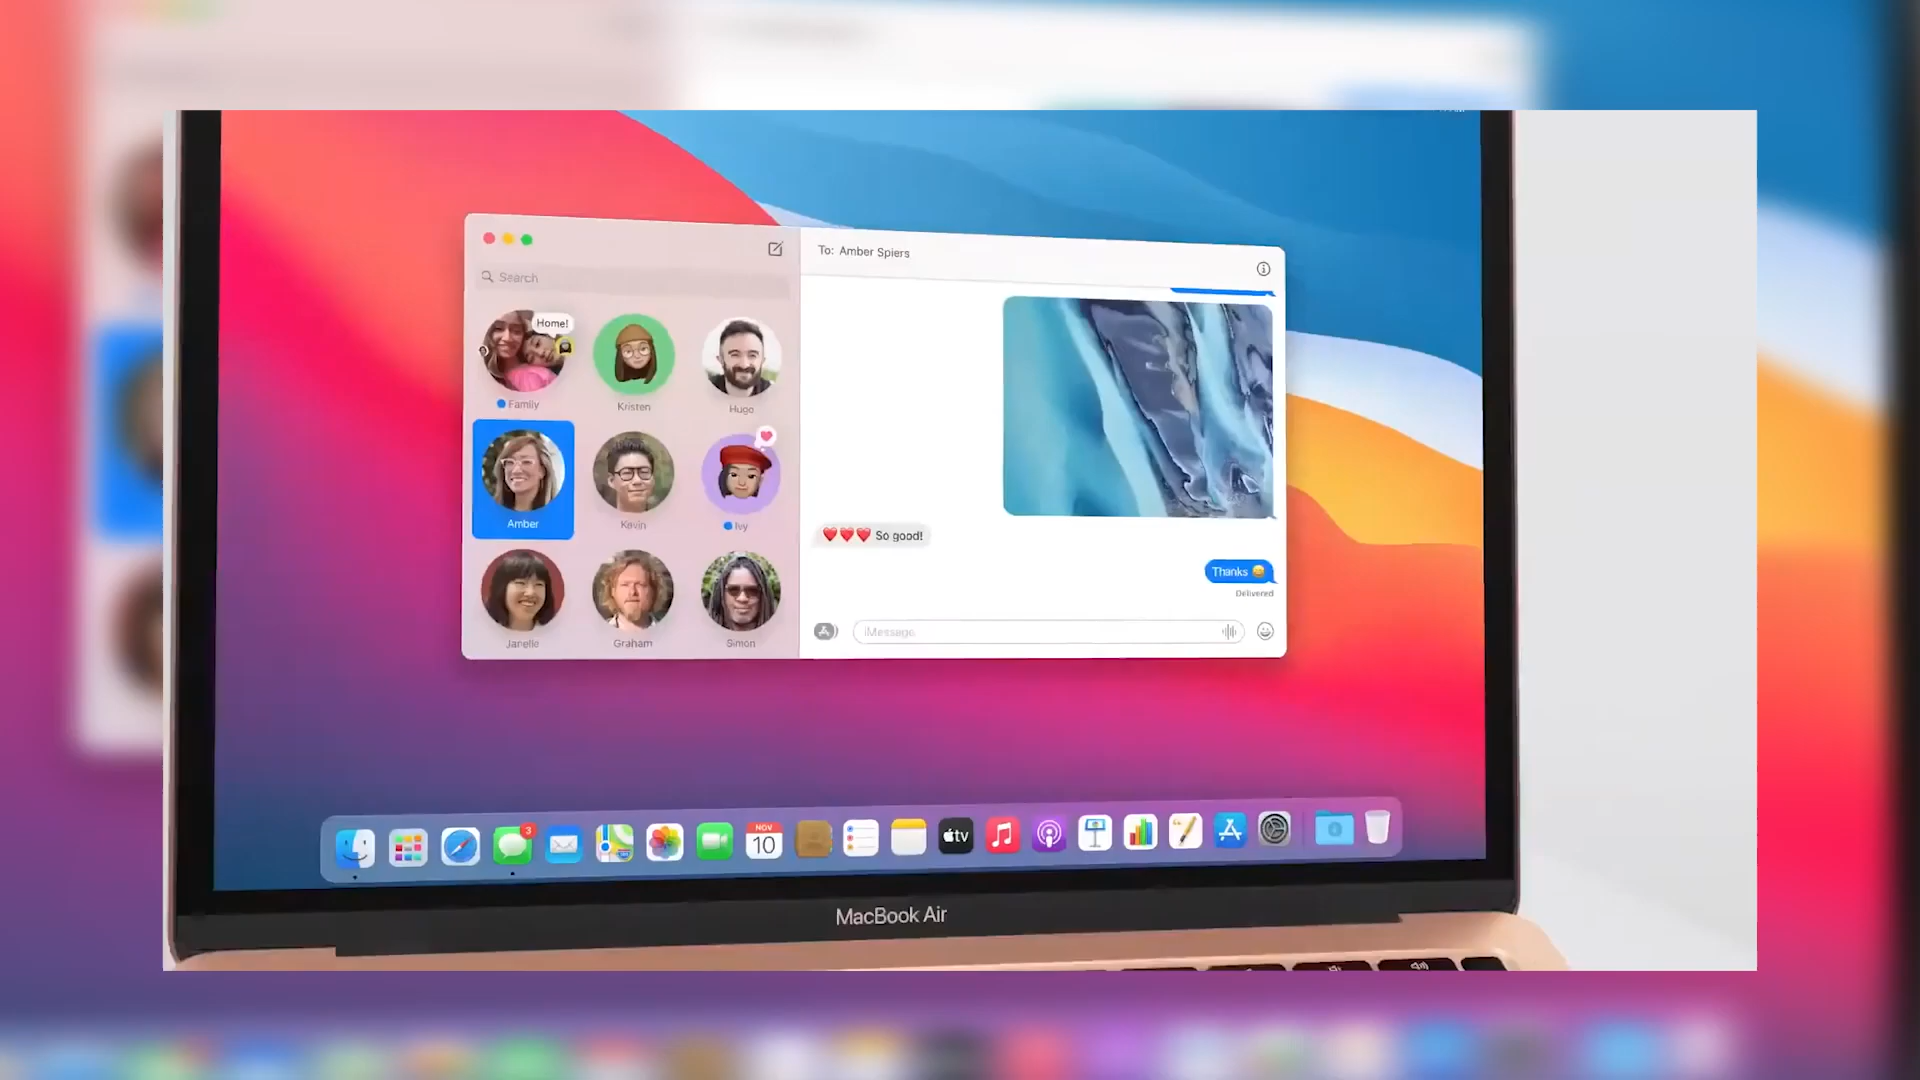 To: Amber Spiers
Search
Home!
Family
Kristen
Hugo
Amber
Kevin
Ivy
Janelle
Graham
Simon
So good!
Thanks
Delivered
iMessage
3
NOV
10
tv
MacBook Air